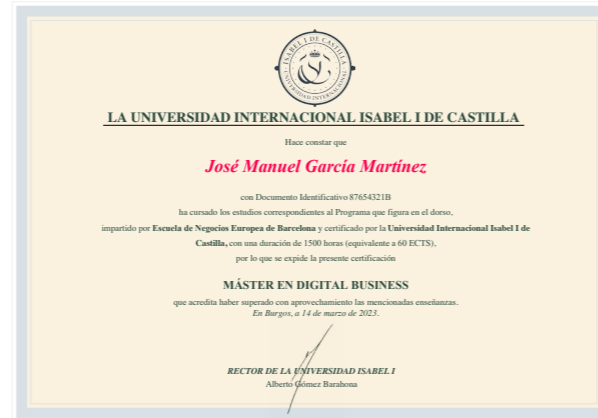 ISABEL I DE CASTILLA
UNIVERSIDAD INTERNACIONAL
LA UNIVERSIDAD INTERNACIONAL ISABEL I DE CASTILLA
Hace constar que
José Manuel García Martínez
con Documento Identificativo 87654321B
ha cursado los estudios correspondientes al Programa que figura en el dorso,
impartido por Escuela de Negocios Europea de Barcelona y certificado por la Universidad Internacional Isabel I de
Castilla, con una duración de 1500 horas (equivalente a 60 ECTS),
por lo que se expide la presente certificación
MÁSTER EN DIGITAL BUSINESS
que acredita haber superado con aprovechamiento las mencionadas enseñanzas.
En Burgos, a 14 de marzo de 2023.
RECTOR DE LA UNIVERSIDAD ISABEL I
Alberto Gómez Barahona